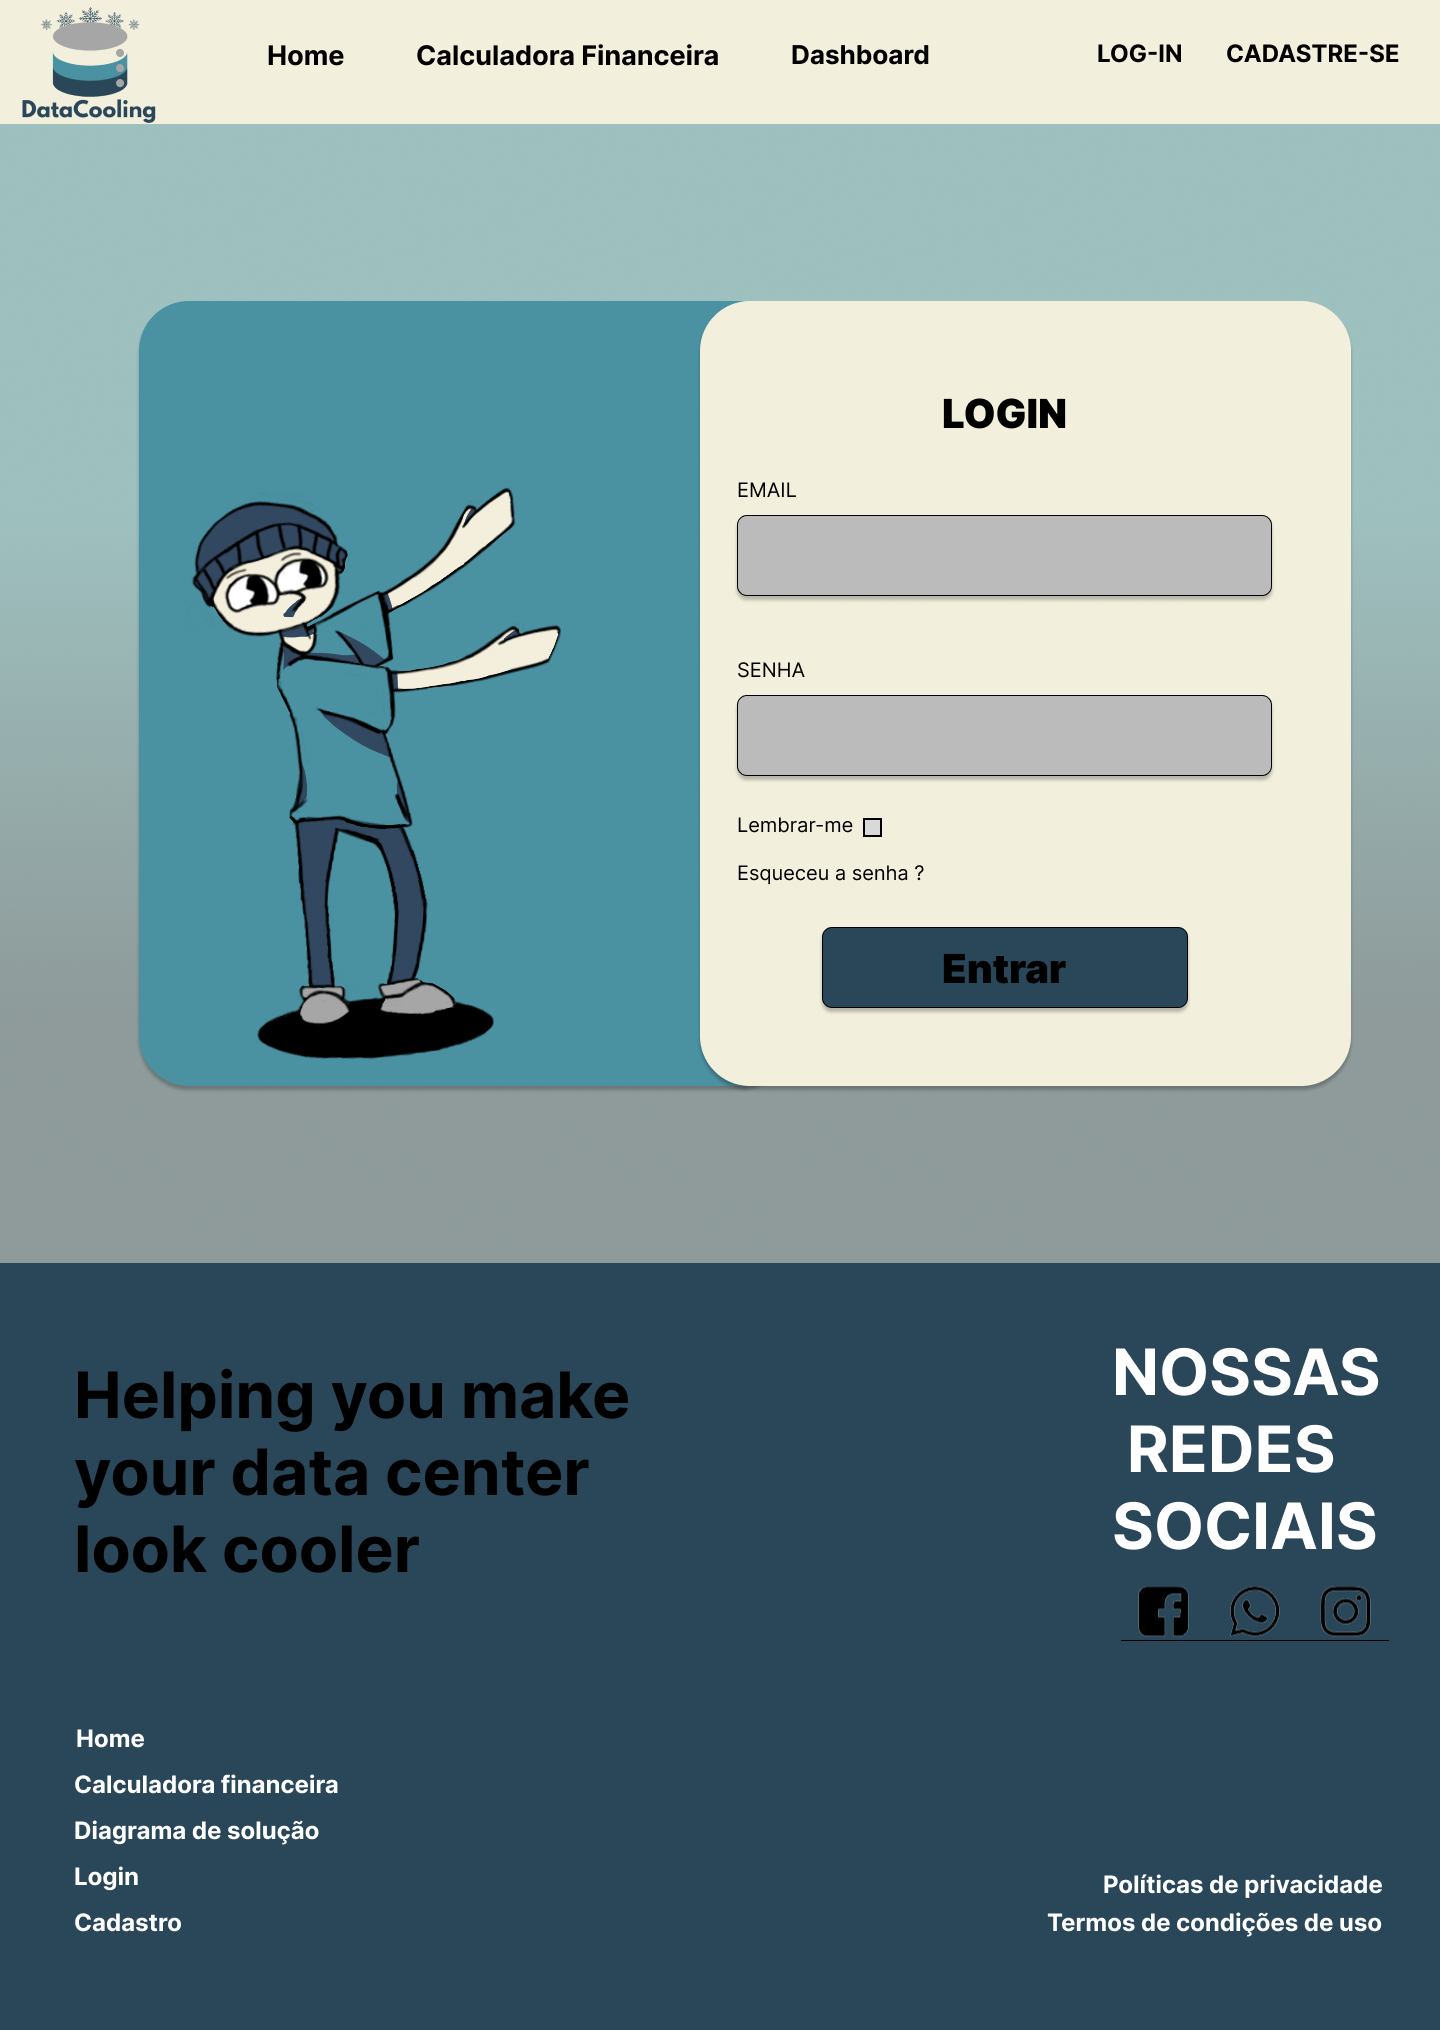 DataCooling
Home
Calculadora Financeira
Dashboard
LOG-IN
CADASTRE-SE
LOGIN
EMAIL
SENHA
Lembrar-me
Esqueceu a senha ?
Entrar
Helping you make
your data center
look cooler
NOSSAS
REDES
SOCIAIS
Home
Calculadora financeira
Diagrama de solução
Login
Cadastro
Políticas de privacidade
Termos de condições de uso